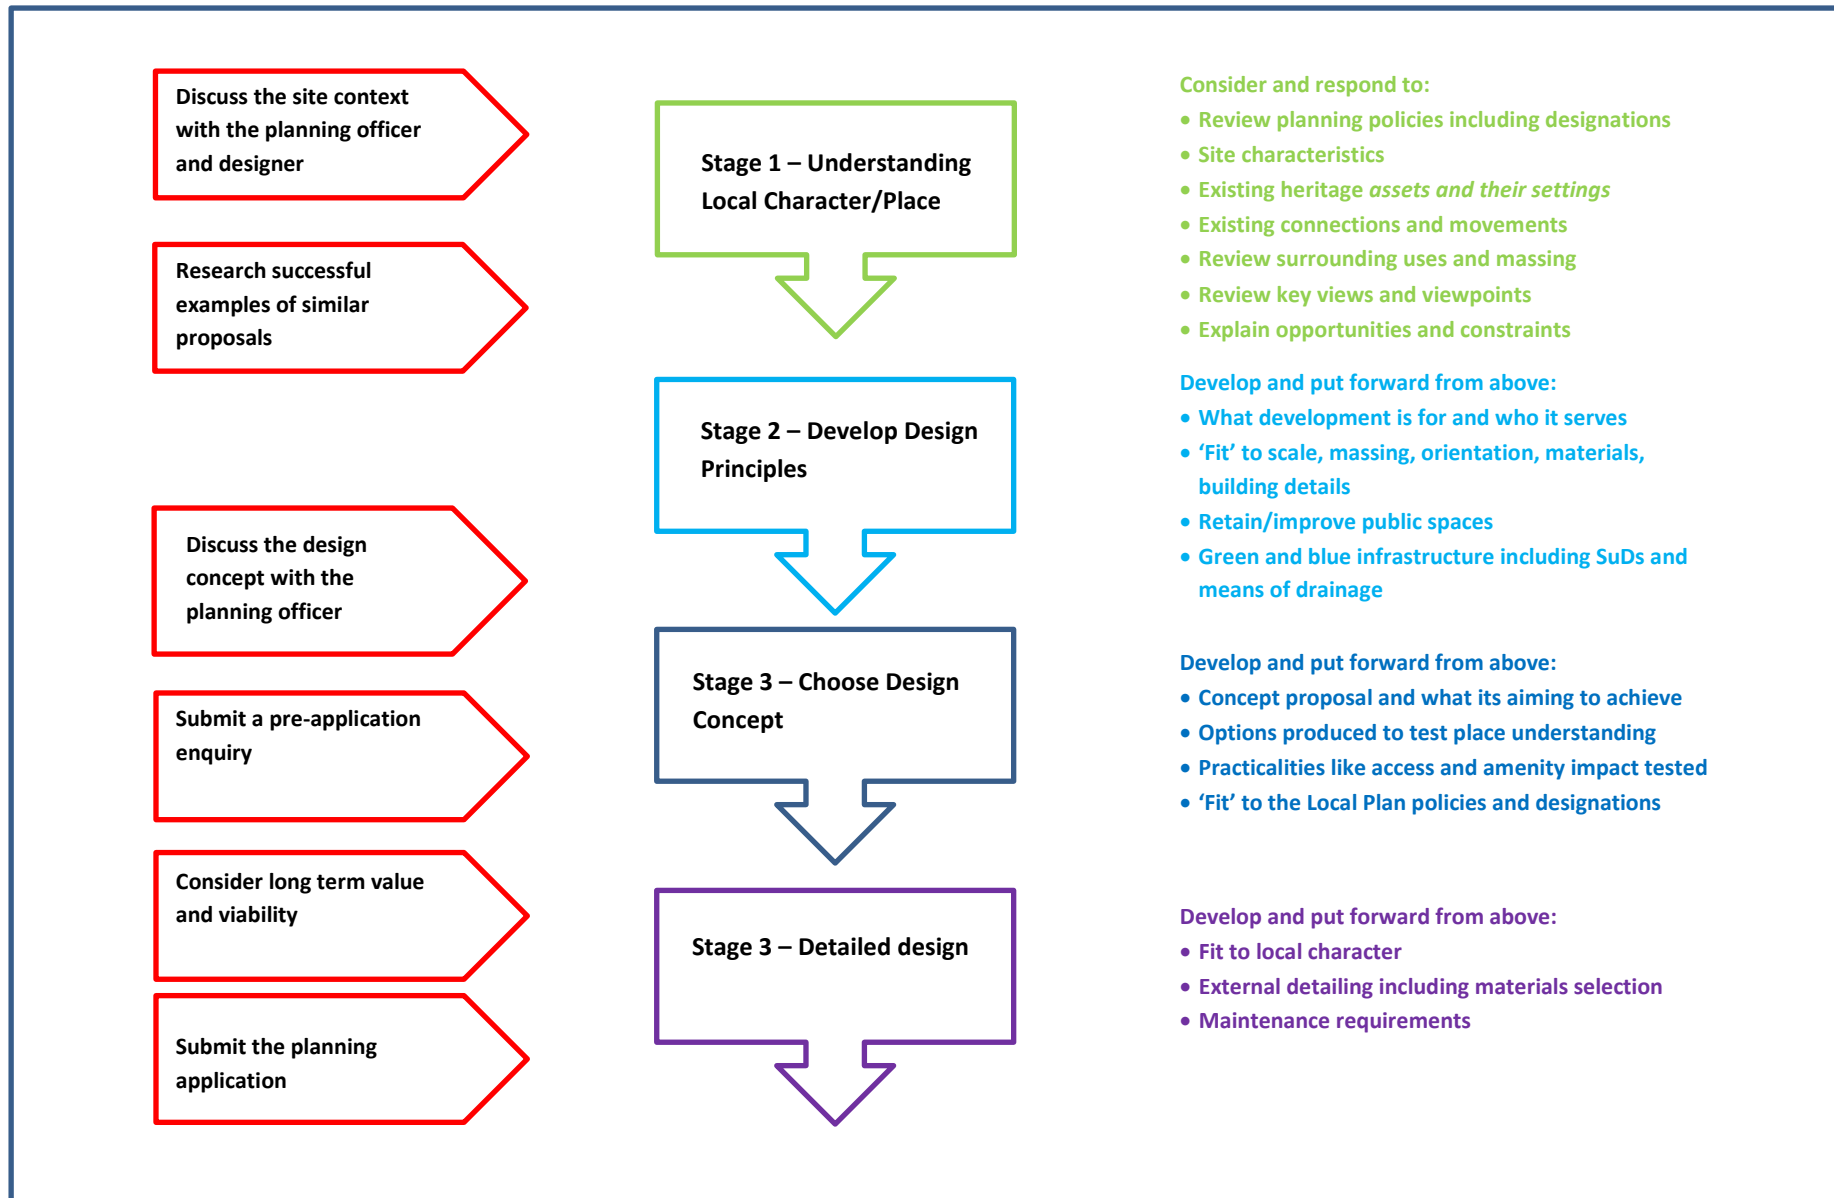 Discuss the site context
with the planning officer
and designer
Research successful
examples of similar
proposals
Discuss the design
concept with the
planning officer
Submit a pre-application
enquiry
Consider long term value
and viability
Submit the planning
application
Stage 1 – Understanding
Local Character/Place
Stage 2 – Develop Design
Principles
Stage 3 – Choose Design
Concept
Stage 3 – Detailed design
Consider and respond to:
• Review planning policies including designations
• Site characteristics
• Existing heritage assets and their settings
• Existing connections and movements
• Review surrounding uses and massing
• Review key views and viewpoints
• Explain opportunities and constraints
Develop and put forward from above:
• What development is for and who it serves
• ‘Fit’ to scale, massing, orientation, materials,
building details
• Retain/improve public spaces
• Green and blue infrastructure including SuDs and
means of drainage
Develop and put forward from above:
• Concept proposal and what its aiming to achieve
• Options produced to test place understanding
• Practicalities like access and amenity impact tested
• ‘Fit’ to the Local Plan policies and designations
Develop and put forward from above:
• Fit to local character
• External detailing including materials selection
• Maintenance requirements